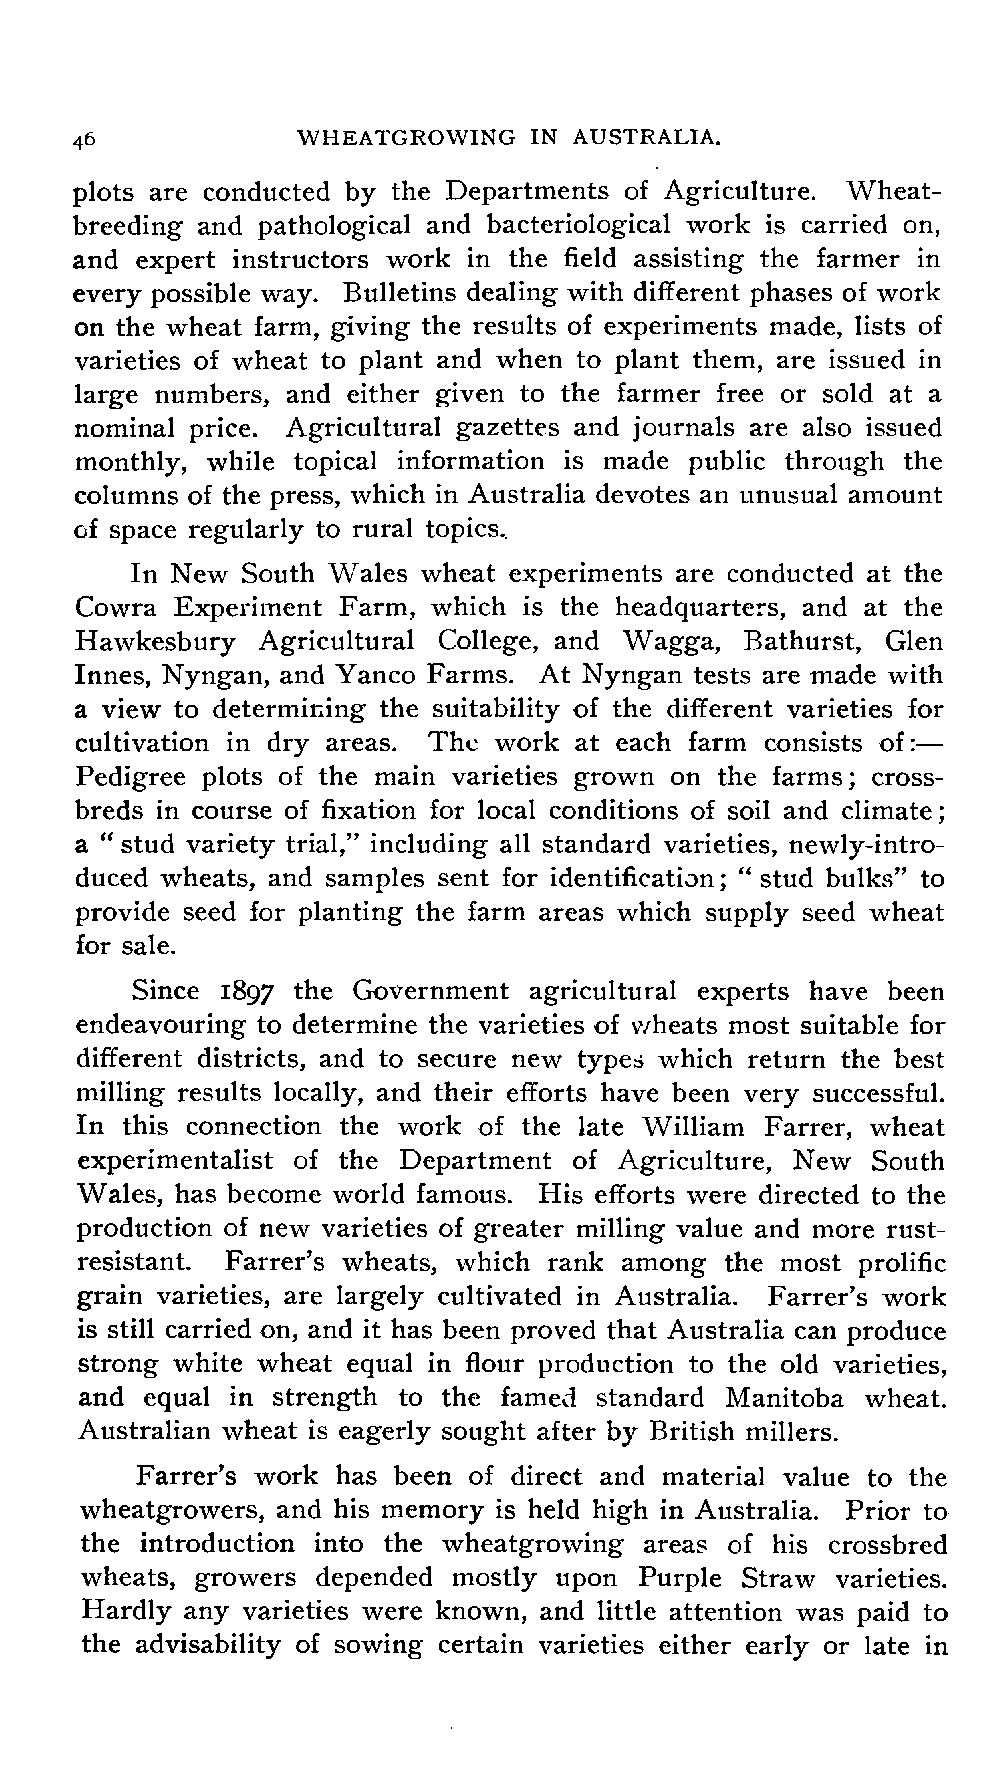 46 WHEATGROWING IN AUSTRALIA.
plots are conducted by the Departments of Agriculture. Wheat-
breeding and pathological and bacteriological work is carried on,
and expert instructors work in the field assisting the farmer in
every possible way. Bulletins dealing with different phases of work
on the wheat farm, giving the results of experiments made, lists of
varieties of wheat to plant and when to plant them, are issued in
large numbers, and either given to the farmer free or sold at a
nominal price. Agricultural gazettes and journals are also issued
monthly, while topical information is made public through the
columns of the press, which in Australia devotes an unusual amount
of space regularly to rural topics.
In New South Wales wheat experiments are conducted at the
Cowra Experiment Farm, which is the headquarters, and at the
Hawkesbury Agricultural College, and Wagga, Bathurst, Glen
Innes, Nyngan, and Yanco Farms. At Nyngan tests are made with
a view to determining the suitability of the different varieties for
cultivation in dry areas. The work at each farm consists of:—
Pedigree plots of the main varieties grown on the farms; cross-
breds in course of fixation for local conditions of soil and climate;
a “ stud variety trial,” including all standard varieties, newly-intro-
duced wheats, and samples sent for identification; “ stud bulks” to
provide seed for planting the farm areas which supply seed wheat
for sale.
Since 1897 the Government agricultural experts have been
endeavouring to determine the varieties of wheats most suitable for
different districts, and to secure new types which return the best
milling results locally, and their efforts have been very successful.
In this connection the work of the late William Farrer, wheat
experimentalist of the Department of Agriculture, New South
Wales, has become world famous. His efforts were directed to the
production of new varieties of greater milling value and more rust-
resistant. Farrer’s wheats, which rank among the most prolific
grain varieties, are largely cultivated in Australia. Farrer’s work
is still carried on, and it has been proved that Australia can produce
strong white wheat equal in flour production to the old varieties,
and equal in strength to the famed standard Manitoba wheat.
Australian wheat is eagerly sought after by British millers.
Farrer’s work has been of direct and material value to the
wheatgrowers, and his memory is held high in Australia. Prior to
the introduction into the wheatgrowing areas of his crossbred
wheats, growers depended mostly upon Purple Straw varieties.
Hardly any varieties were known, and little attention was paid to
the advisability of sowing certain varieties either early or late in